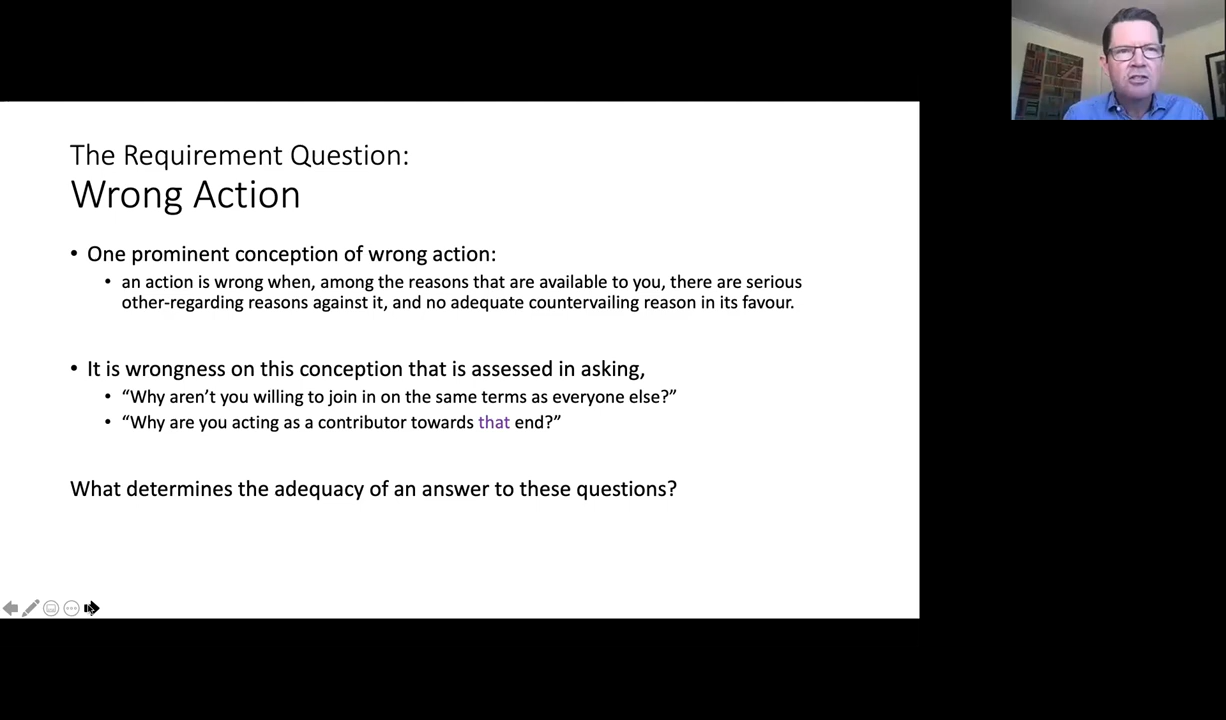 The Requirement Question:
Wrong Action
• One prominent conception of wrong action:
• an action is wrong when, among the reasons that are available to you, there are serious
other-regarding reasons against it, and no adequate countervailing reason in its favour.
• It is wrongness on this conception that is assessed in asking,
• “Why aren’t you willing to join in on the same terms as everyone else?”
• “Why are you acting as a contributor towards that end?”
What determines the adequacy of an answer to these questions?